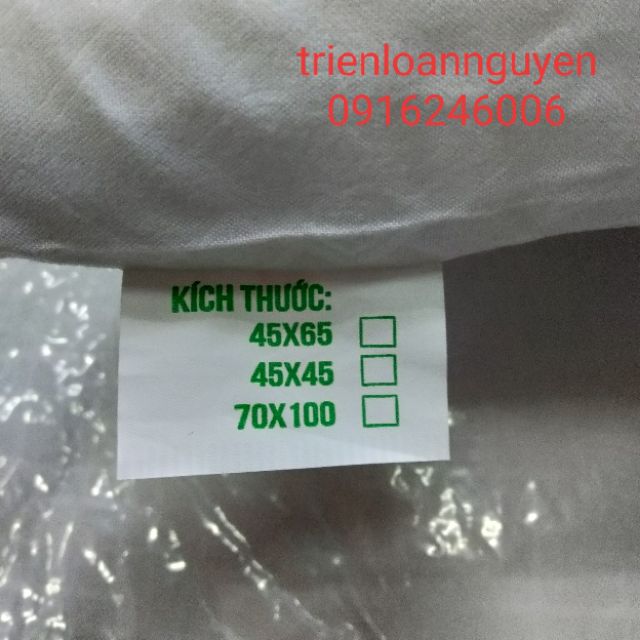 trienloannguyen
0916246006
KÍCH THƯỚC:
45X65
45X45
70X100